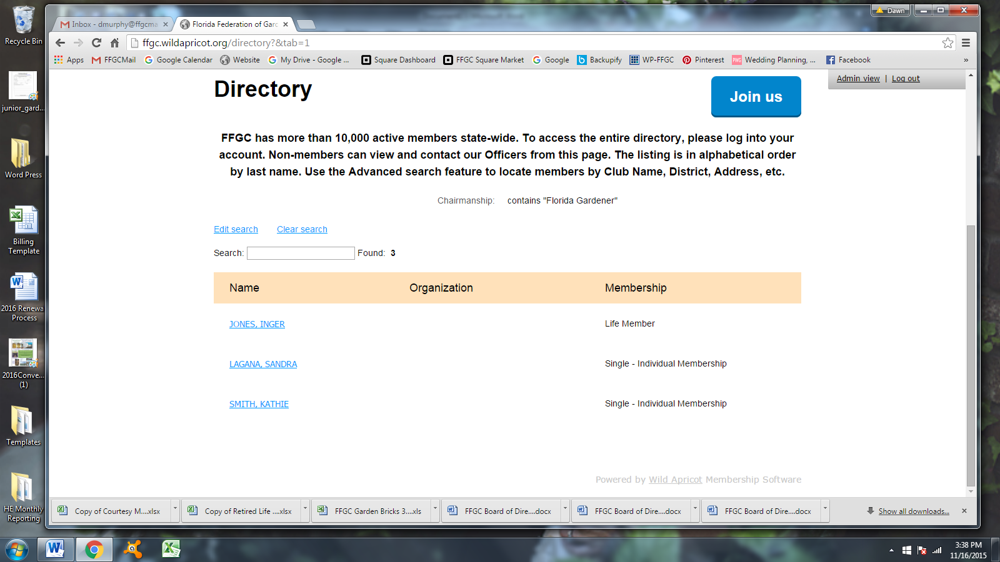 Recycle Bin
junior_gard...
Word Press
Billing
Template
2016 Renewa
Process
2016Conve...
(1)
Templates
HE Monthly
Reporting
Dawn
Inbox - dmurphy@ffgcma
Florida Federation of Gard
ffgc.wildapricot.org/directory?&tab=1
Apps
FFGCMail
Google Calendar
Website
My Drive - Google ...
Square Dashboard
FFGC Square Market
Google
Backupify
WP-FFGC
Pinterest
Wedding Planning, ...
Facebook
»
Admin view | Log out
Directory
Join us
FFGC has more than 10,000 active members state-wide. To access the entire directory, please log into your
account. Non-members can view and contact our Officers from this page. The listing is in alphabetical order
by last name. Use the Advanced search feature to locate members by Club Name, District, Address, etc.
Chairmanship: contains "Florida Gardener"
Edit search Clear search
Search: Found: 3
Name Organization Membership
JONES, INGER Life Member
LAGANA, SANDRA Single - Individual Membership
SMITH, KATHIE Single - Individual Membership
Powered by Wild Apricot Membership Software
Copy of Courtesy M....xlsx
Copy of Retired Life ....xlsx
FFGC Garden Bricks 3....xls
FFGC Board of Dire....docx
FFGC Board of Dire....docx
FFGC Board of Dire....docx
Show all downloads...
3:38 PM
11/16/2015